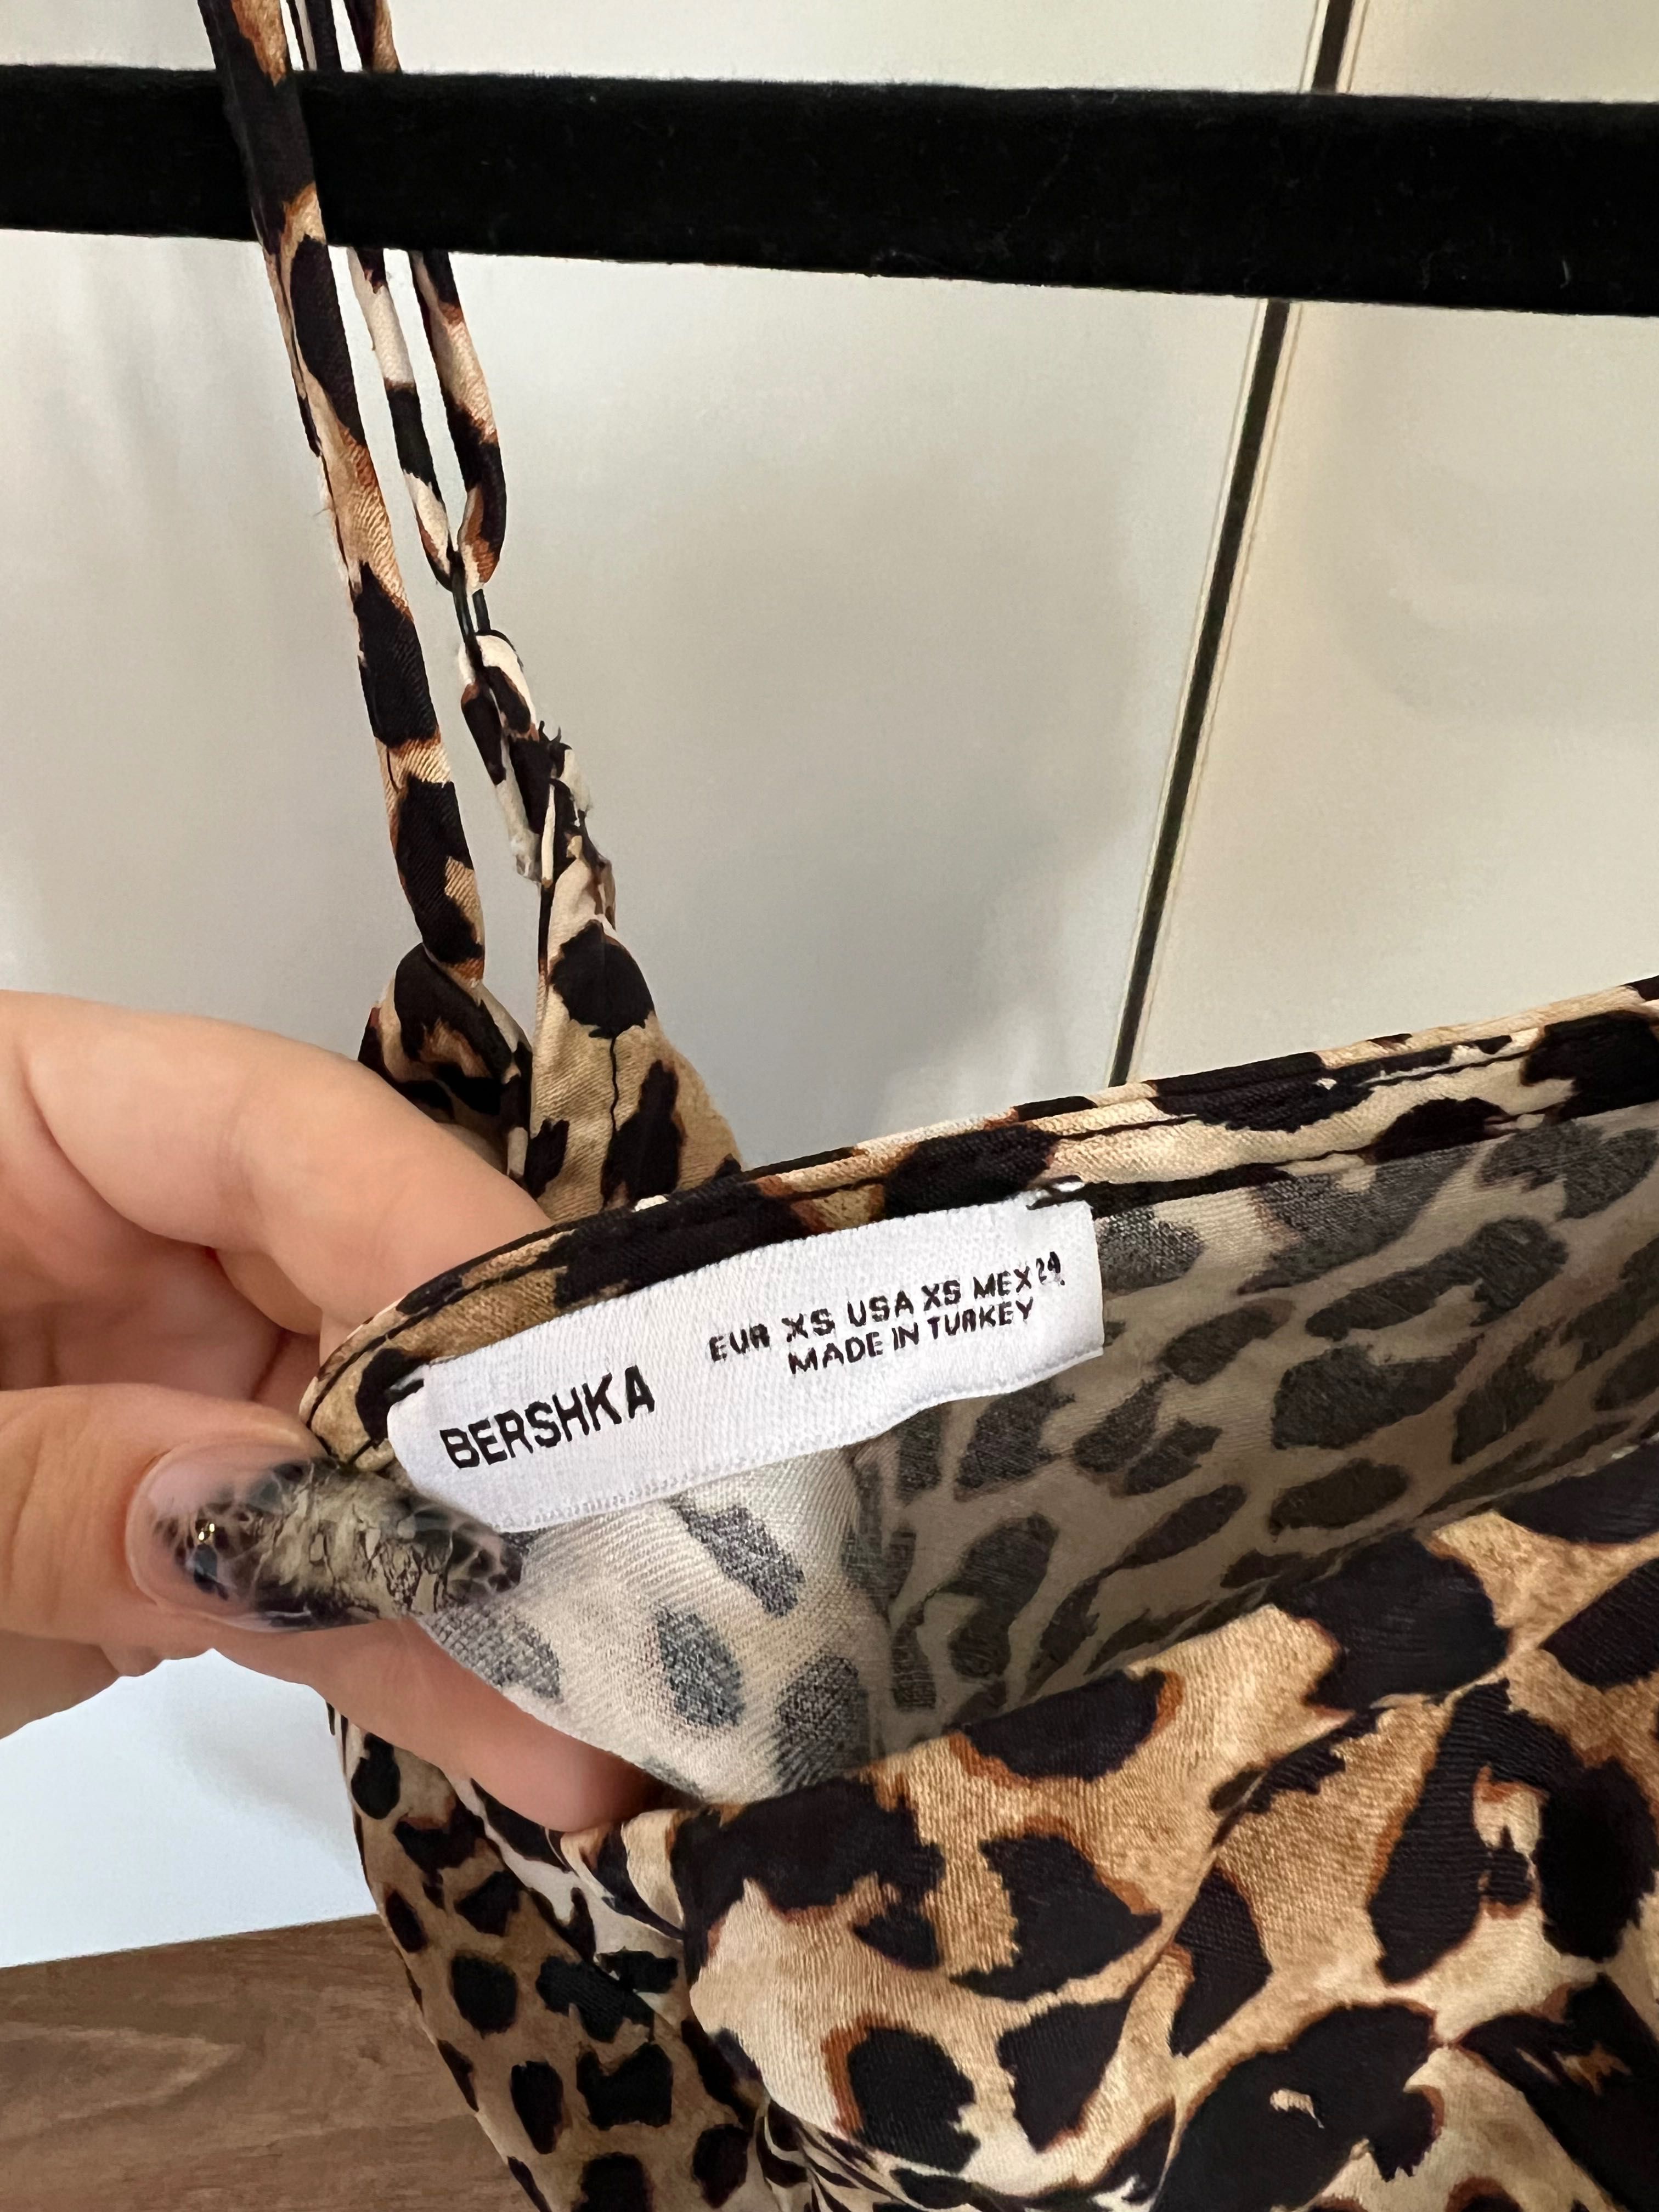 BERSHKA
EUR XS USA XS MEX 24
MADE IN TURKEY